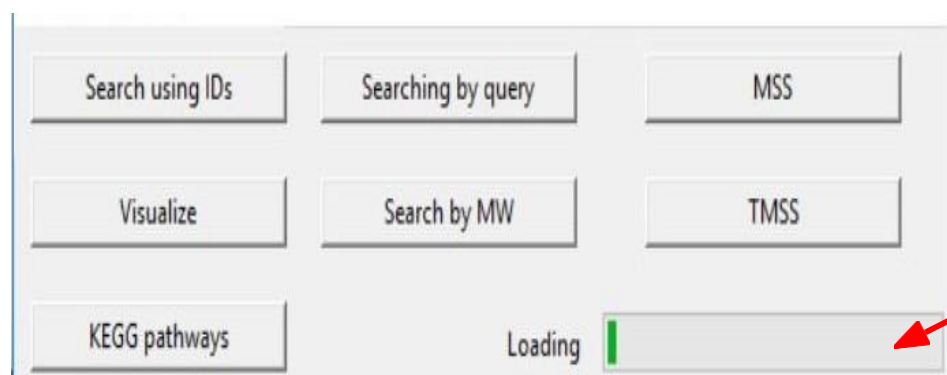 Search using IDs
Searching by query
MSS
Visualize
Search by MW
TMSS
KEGG pathways
Loading